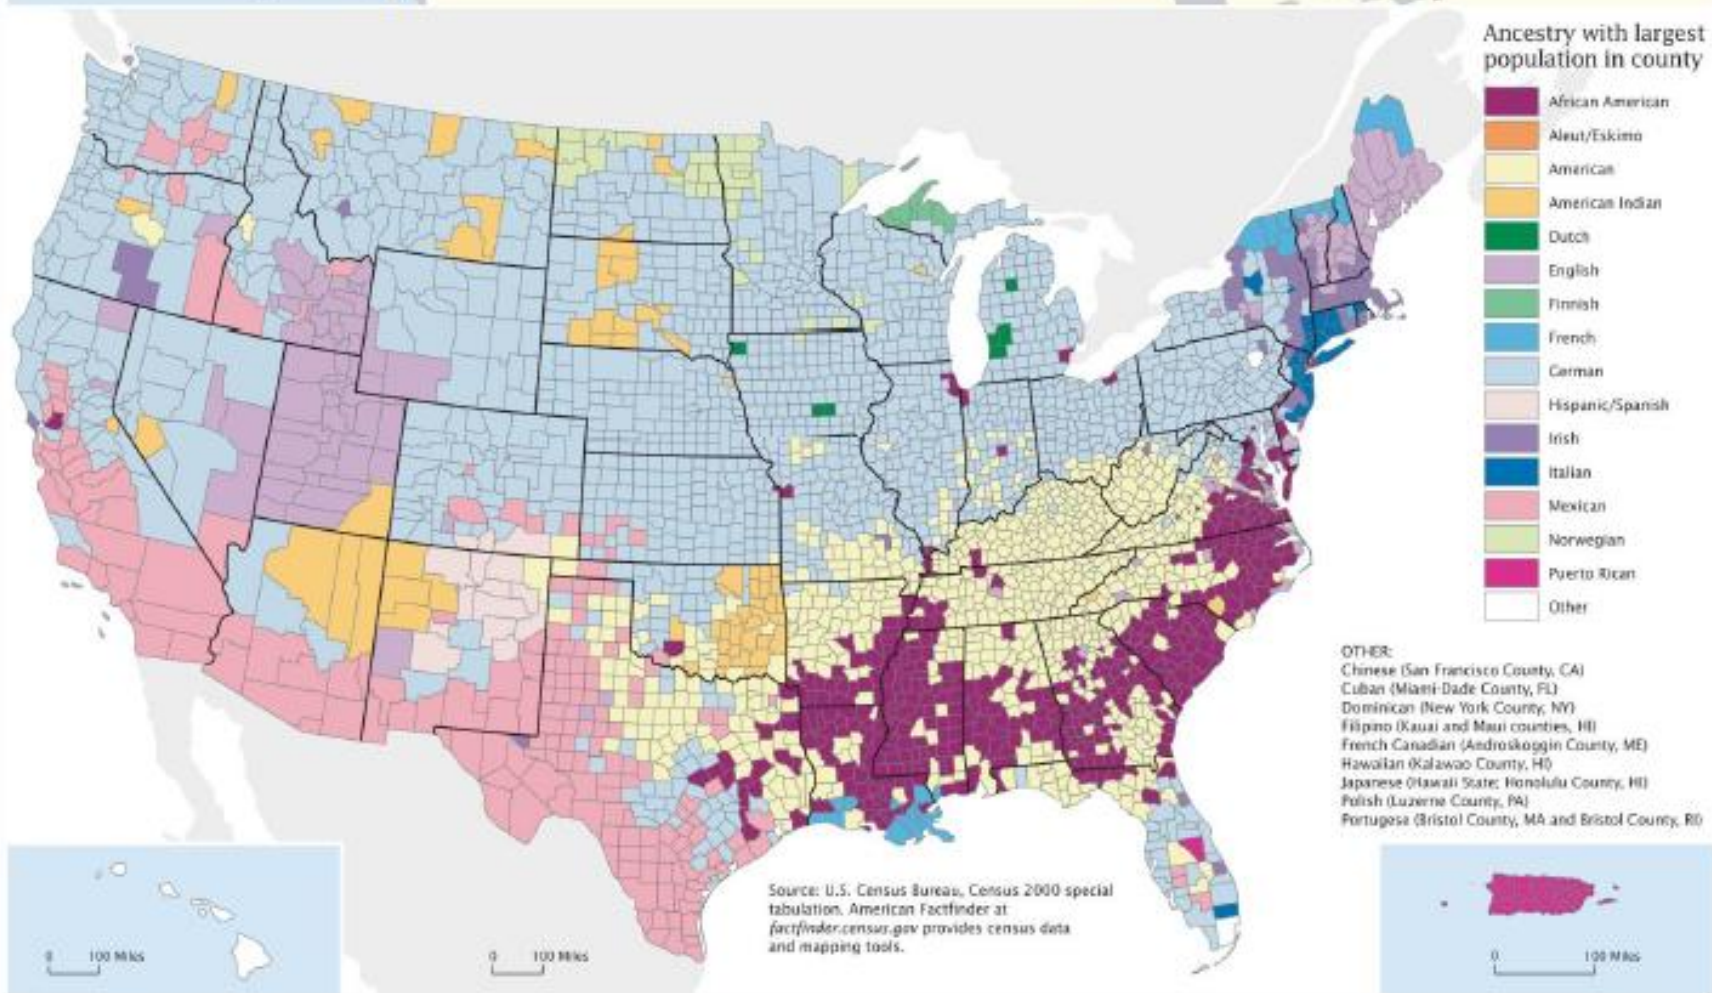 Ancestry with largest
population in county
African American
Aleut/Eskimo
American
American Indian
Dutch
English
Finnish
French
German
Hispanic/Spanish
Irish
Italian
Mexican
Norwegian
Puerto Rican
Other
OTHER:
Chinese (San Francisco County, CA)
Cuban (Miami-Dade County, FL)
Dominican (New York County, NY)
Filipino (Kauai and Maui counties, HI)
French Canadian (Androskoggin County, ME)
Hawaiian (Kalawao County, HI)
Japanese (Hawaii State; Honolulu County, HI)
Polish (Luzerne County, PA)
Portugese (Bristol County, MA and Bristol County, RI)
Source: U.S. Census Bureau, Census 2000 special
tabulation. American Factfinder at
factfinder.census.gov provides census data
and mapping tools.
0 100 Miles
0 100 Miles
0 100 Miles